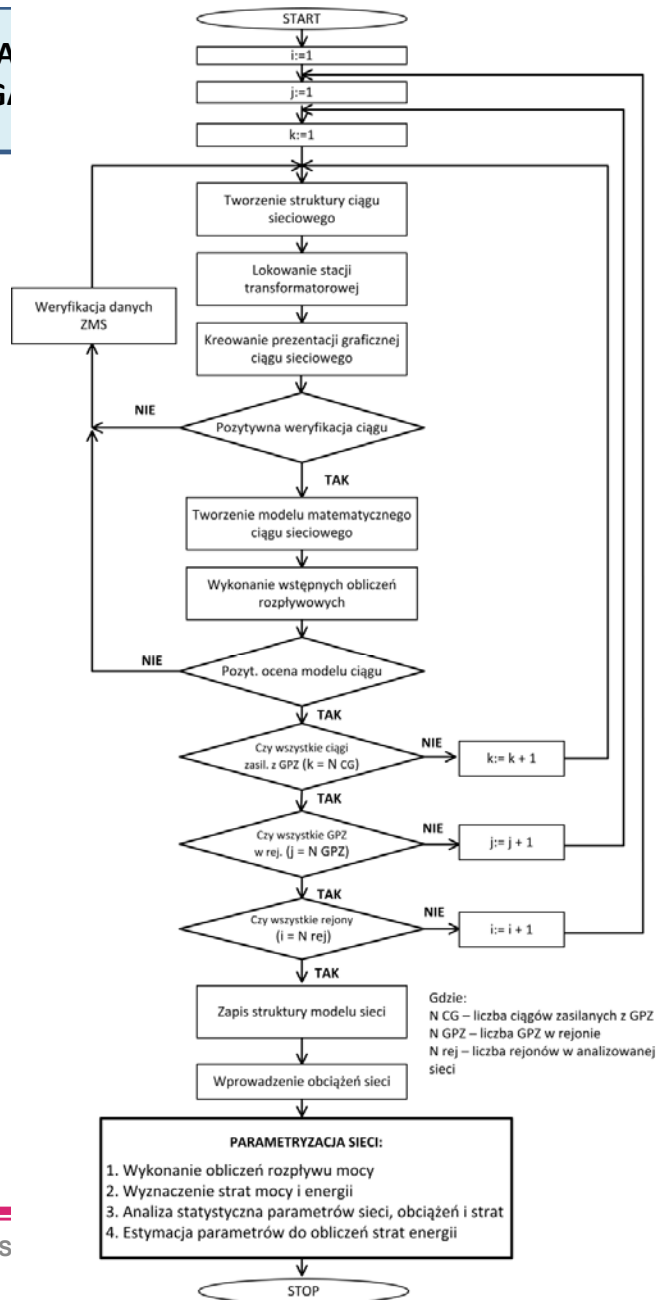 START
i:=1
j:=1
k:=1
Tworzenie struktury ciągu
sieciowego
Lokowanie stacji
transformatorowej
Weryfikacja danych
ZMS
Kreowanie prezentacji graficznej
ciągu sieciowego
NIE
Pozytywna weryfikacja ciągu
TAK
Tworzenie modelu matematycznego
ciągu sieciowego
Wykonanie wstępnych obliczeń
rozpływowych
NIE
Pozyt. ocena modelu ciągu
TAK
Czy wszystkie ciągi
zasil. z GPZ (k = N CG)
NIE
k:= k + 1
TAK
Czy wszystkie GPZ
w rej. (j = N GPZ)
NIE
j:= j + 1
TAK
Czy wszystkie rejony
(i = N rej)
NIE
i:= i + 1
TAK
Zapis struktury modelu sieci
Gdzie:
N CG – liczba ciągów zasilanych z GPZ
N GPZ – liczba GPZ w rejonie
N rej – liczba rejonów w analizowanej
sieci
Wprowadzenie obciążeń sieci
PARAMETRYZACJA SIECI:
1. Wykonanie obliczeń rozpływu mocy
2. Wyznaczenie strat mocy i energii
3. Analiza statystyczna parametrów sieci, obciążeń i strat
4. Estymacja parametrów do obliczeń strat energii
STOP